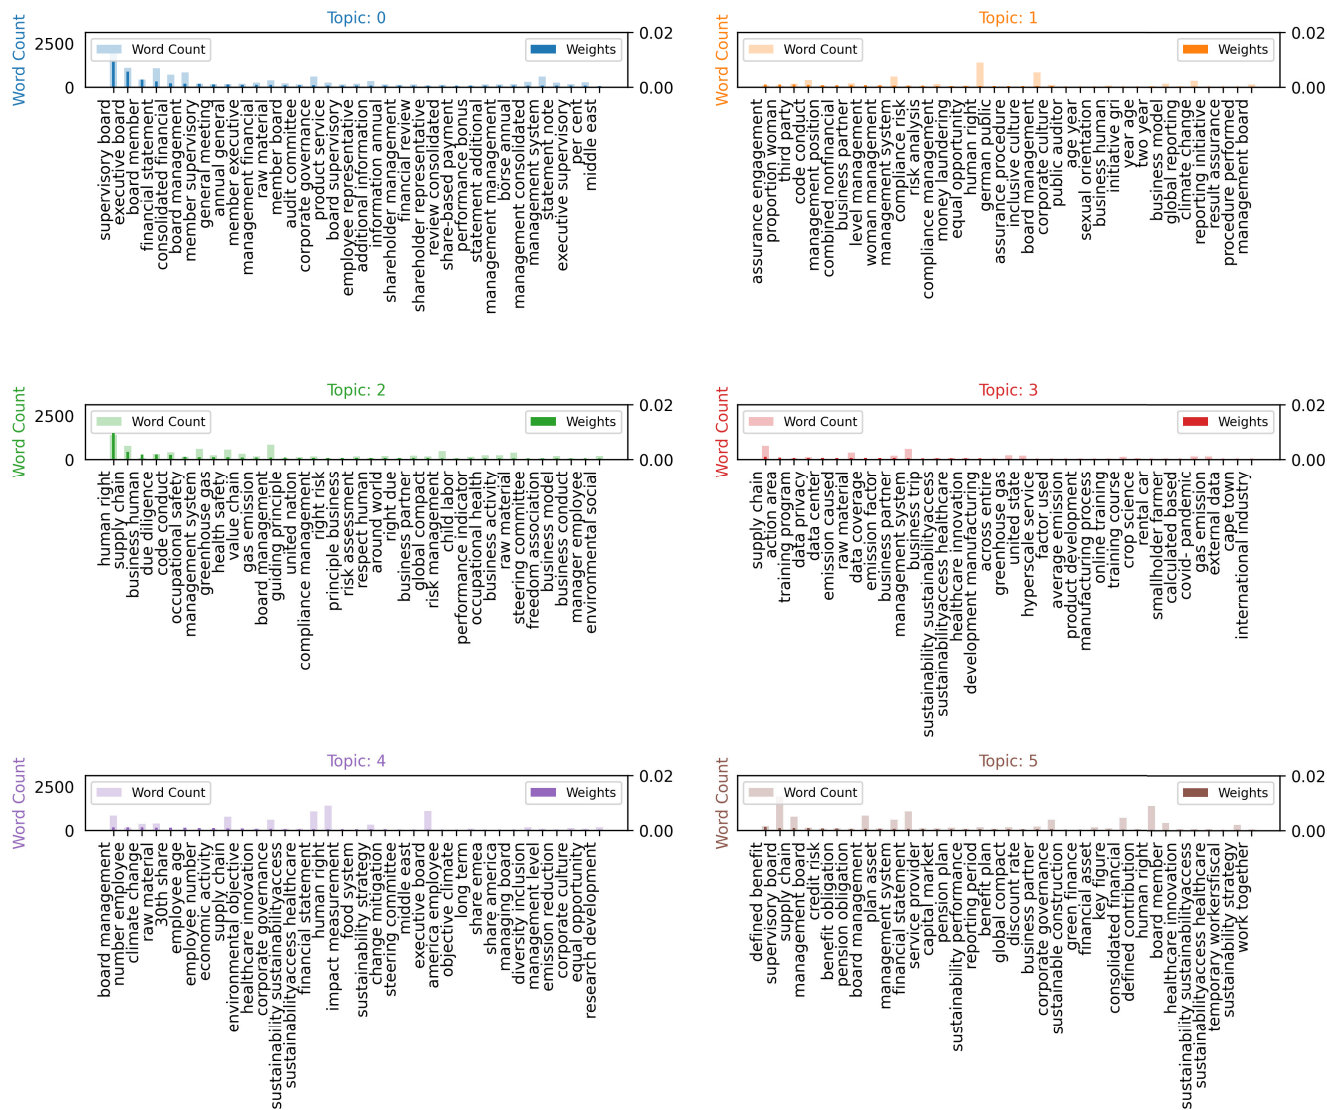 Topic: 0
Word Count
2500
0
Word Count
Weights
0.02
0.00
supervisory board
executive board
board member
financial statement
consolidated financial
board management
member supervisory
general meeting
annual general
member executive
management financial
raw material
member board
audit committee
corporate governance
product service
board supervisory
employee representative
additional information
information annual
shareholder management
financial review
shareholder representative
review consolidated
share-based payment
performance bonus
statement additional
management management
borse annual
management consolidated
management system
statement note
executive supervisory
per cent
middle east
Topic: 1
Word Count
Word Count
Weights
0.02
0.00
assurance engagement
proportion woman
third party
code conduct
management position
combined nonfinancial
business partner
level management
woman management
management system
compliance risk
risk analysis
compliance management
money laundering
equal opportunity
human right
german public
assurance procedure
inclusive culture
board management
corporate culture
public auditor
age year
sexual orientation
business human
initiative gri
year age
two year
business model
global reporting
climate change
reporting initiative
result assurance
procedure performed
management board
Topic: 2
Word Count
2500
0
Word Count
Weights
0.02
0.00
human right
supply chain
business human
due diligence
code conduct
occupational safety
management system
greenhouse gas
health safety
value chain
gas emission
board management
guiding principle
united nation
compliance management
right risk
principle business
risk assessment
respect human
around world
right due
business partner
global compact
risk management
child labor
performance indicator
occupational health
business activity
raw material
steering committee
freedom association
business model
business conduct
manager employee
environmental social
Topic: 3
Word Count
Word Count
Weights
0.02
0.00
supply chain
action area
training program
data privacy
data center
emission caused
raw material
data coverage
emission factor
business partner
management system
business trip
sustainability sustainabilityaccess
sustainabilityaccess healthcare
healthcare innovation
development manufacturing
across entire
greenhouse gas
united state
hyperscale service
factor used
average emission
product development
manufacturing process
online training
training course
crop science
rental car
smallholder farmer
calculated based
covid- pandemic
gas emission
external data
cape town
international industry
Topic: 4
Word Count
2500
0
Word Count
Weights
0.02
0.00
board management
number employee
climate change
raw material
30th share
employee age
employee number
economic activity
supply chain
environmental objective
healthcare innovation
corporate governance
sustainability sustainabilityaccess
sustainabilityaccess healthcare
financial statement
human right
impact measurement
food system
sustainability strategy
change mitigation
steering committee
middle east
executive board
america employee
objective climate
long term
share emea
share america
managing board
diversity inclusion
management level
emission reduction
corporate culture
equal opportunity
research development
Topic: 5
Word Count
Word Count
Weights
0.02
0.00
defined benefit
supervisory board
supply chain
management board
credit risk
benefit obligation
pension obligation
board management
plan asset
management system
financial statement
service provider
capital market
pension plan
sustainability performance
reporting period
benefit plan
global compact
discount rate
business partner
corporate governance
sustainable construction
green finance
financial asset
key figure
consolidated financial
defined contribution
human right
board member
healthcare innovation
sustainability sustainabilityaccess
sustainabilityaccess healthcare
temporary workersfiscal
sustainability strategy
work together